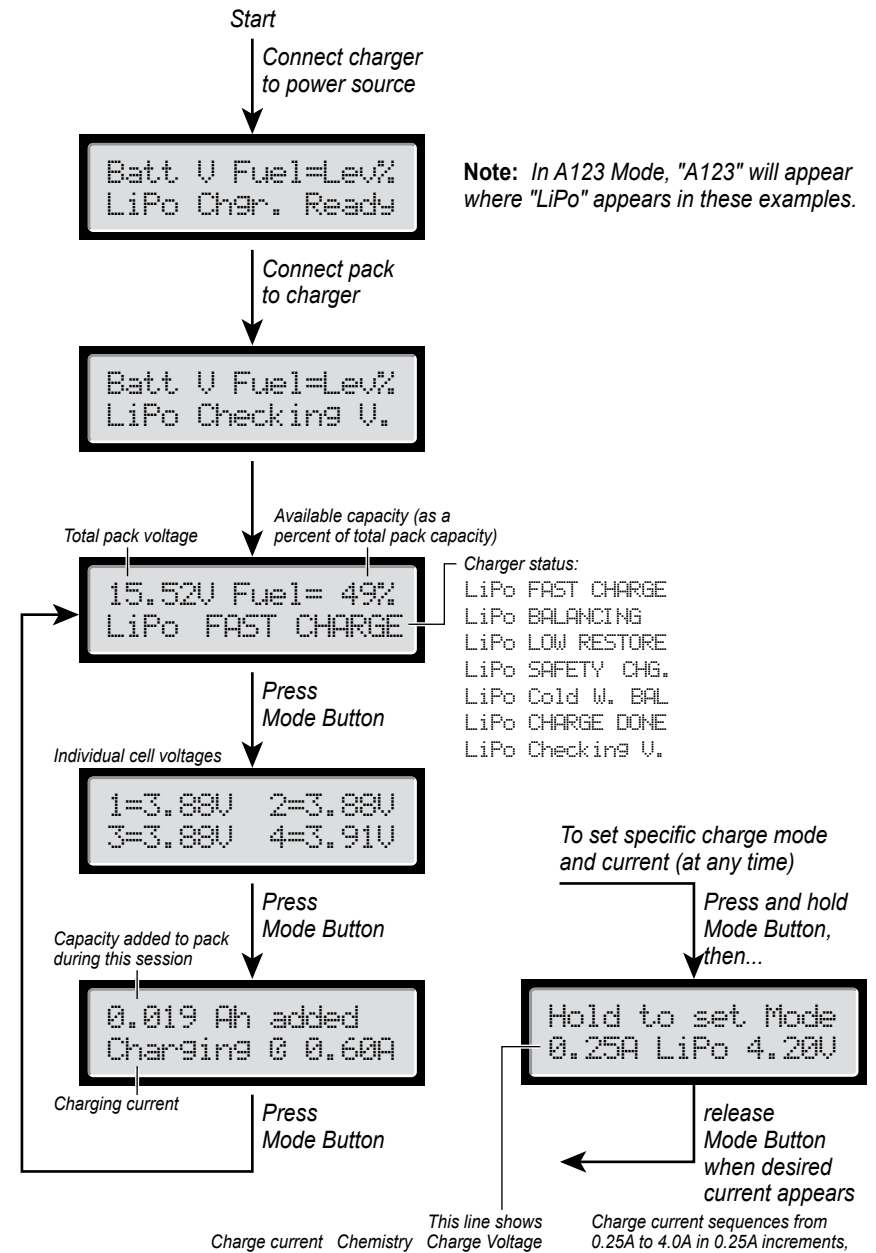 Start
Connect charger
to power source
Batt V Fuel=Lev%
LiPo Chgr. Ready
Note: In A123 Mode, "A123" will appear
where "LiPo" appears in these examples.
Connect pack
to charger
Batt V Fuel=Lev%
LiPo Checking V.
Total pack voltage
Available capacity (as a
percent of total pack capacity)
15.52V Fuel= 49%
LiPo FAST CHARGE
Charger status:
LiPo FAST CHARGE
LiPo BALANCING
LiPo LOW RESTORE
LiPo SAFETY CHG.
LiPo Cold W. BAL
LiPo CHARGE DONE
LiPo Checking V.
Press
Mode Button
Individual cell voltages
1=3.88V 2=3.88V
3=3.88V 4=3.91V
Press
Mode Button
Capacity added to pack
during this session
0.019 Ah added
Charging @ 0.60A
Charging current
Press
Mode Button
To set specific charge mode
and current (at any time)
Press and hold
Mode Button,
then...
Hold to set Mode
0.25A LiPo 4.20V
release
Mode Button
when desired
current appears
This line shows
Charge current Chemistry Charge Voltage
Charge current sequences from
0.25A to 4.0A in 0.25A increments,